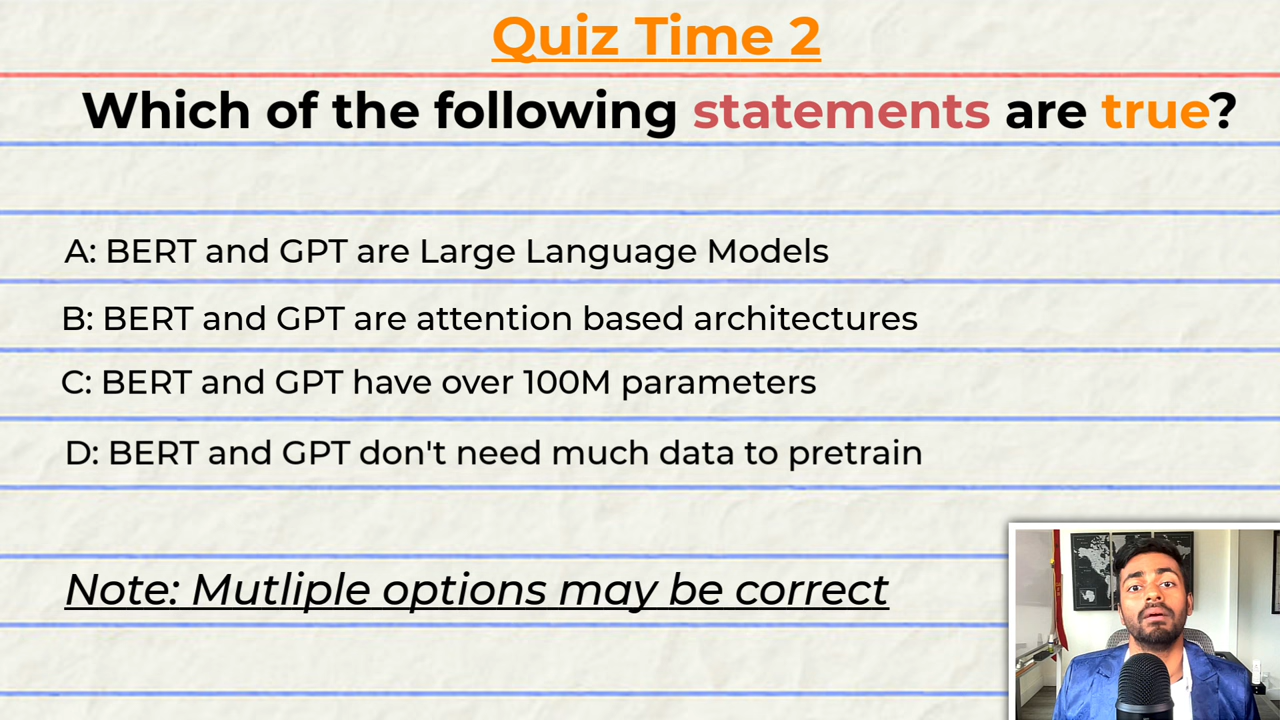 Quiz Time 2
Which of the following statements are true?
A: BERT and GPT are Large Language Models
B: BERT and GPT are attention based architectures
C: BERT and GPT have over 100M parameters
D: BERT and GPT don't need much data to pretrain
Note: Mutliple options may be correct